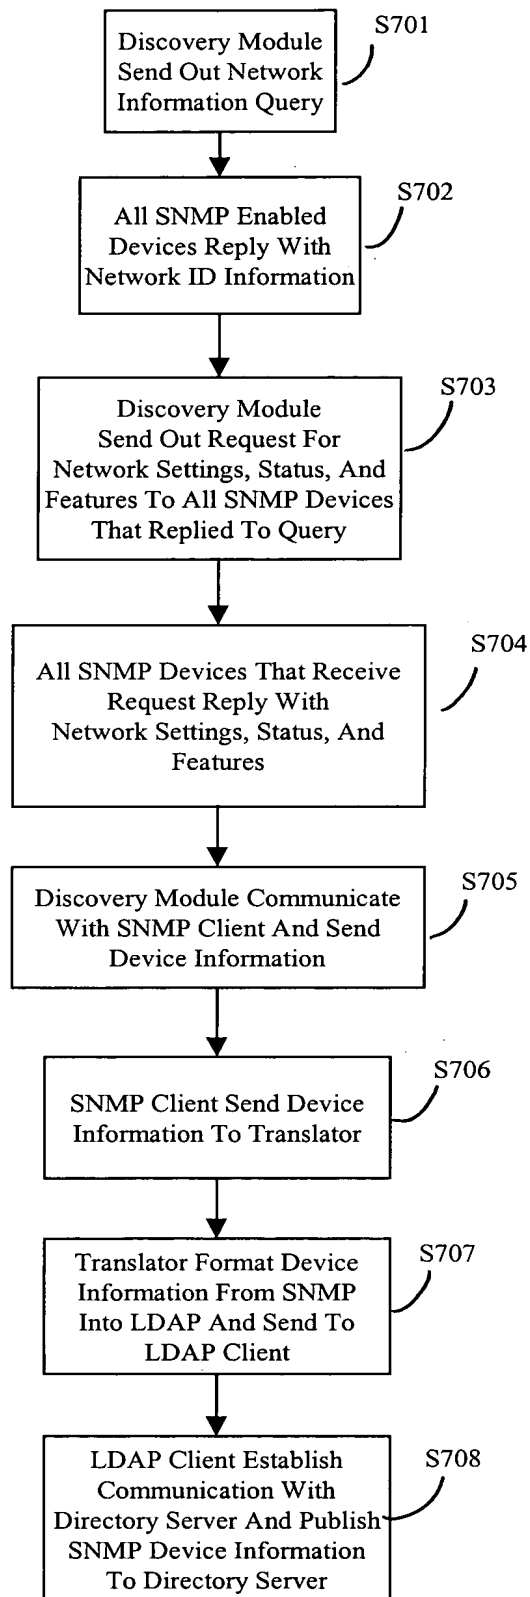 S701
Discovery Module
Send Out Network
Information Query
S702
All SNMP Enabled
Devices Reply With
Network ID Information
S703
Discovery Module
Send Out Request For
Network Settings, Status, And
Features To All SNMP Devices
That Replied To Query
S704
All SNMP Devices That Receive
Request Reply With
Network Settings, Status, And
Features
S705
Discovery Module Communicate
With SNMP Client And Send
Device Information
S706
SNMP Client Send Device
Information To Translator
S707
Translator Format Device
Information From SNMP
Into LDAP And Send To
LDAP Client
S708
LDAP Client Establish
Communication With
Directory Server And Publish
SNMP Device Information
To Directory Server